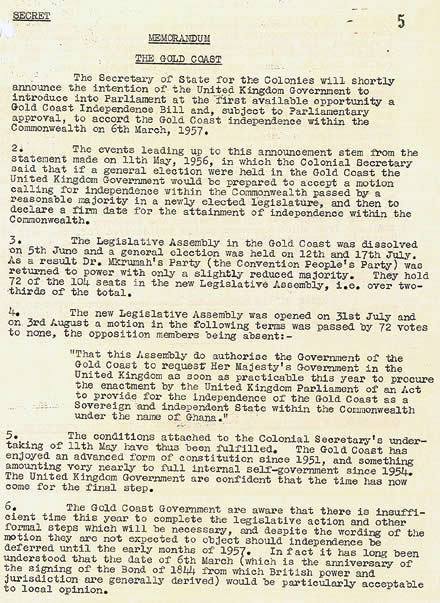 SECRET
5
MEMORANDUM
THE GOLD COAST
The Secretary of State for the Colonies will shortly
announce the intention of the United Kingdom Government to
introduce into Parliament at the first available opportunity a
Gold Coast Independence Bill and, subject to Parliamentary
approval, to accord the Gold Coast independence within the
Commonwealth on 6th March, 1957.
2. The events leading up to this announcement stem from the
statement made on 11th May, 1956, in which the Colonial Secretary
said that if a general election were held in the Gold Coast the
United Kingdom Government would be prepared to accept a motion
calling for independence within the Commonwealth passed by a
reasonable majority in a newly elected legislature, and then to
declare a firm date for the attainment of independence within the
Commonwealth.
3. The Legislative Assembly in the Gold Coast was dissolved
on 5th June and a general election was held on 12th and 17th July.
As a result Dr. Nkrumah's Party (the Convention People's Party) was
returned to power with only a slightly reduced majority. They hold
72 of the 104 seats in the new Legislative Assembly, i.e. over two-
thirds of the total.
4. The new Legislative Assembly was opened on 31st July and
on 3rd August a motion in the following terms was passed by 72 votes
to none, the opposition members being absent:-
"That this Assembly do authorise the Government of the
Gold Coast to request Her Majesty's Government in the
United Kingdom as soon as practicable this year to procure
the enactment by the United Kingdom Parliament of an Act
to provide for the independence of the Gold Coast as a
Sovereign and independent State within the Commonwealth
under the name of Ghana."
5. The conditions attached to the Colonial Secretary's under-
taking of 11th May have thus been fulfilled. The Gold Coast has
enjoyed an advanced form of constitution since 1951, and something
amounting very nearly to full internal self-government since 1954.
The United Kingdom Government are confident that the time has now
come for the final step.
6. The Gold Coast Government are aware that there is insuffi-
cient time this year to complete the legislative action and other
formal steps which will be necessary, and despite the wording of the
motion they are not expected to object should independence be
deferred until the early months of 1957. In fact it has long been
understood that the date of 6th March (which is the anniversary of
the signing of the Bond of 1844 from which British power and
jurisdiction are generally derived) would be particularly acceptable
to local opinion.